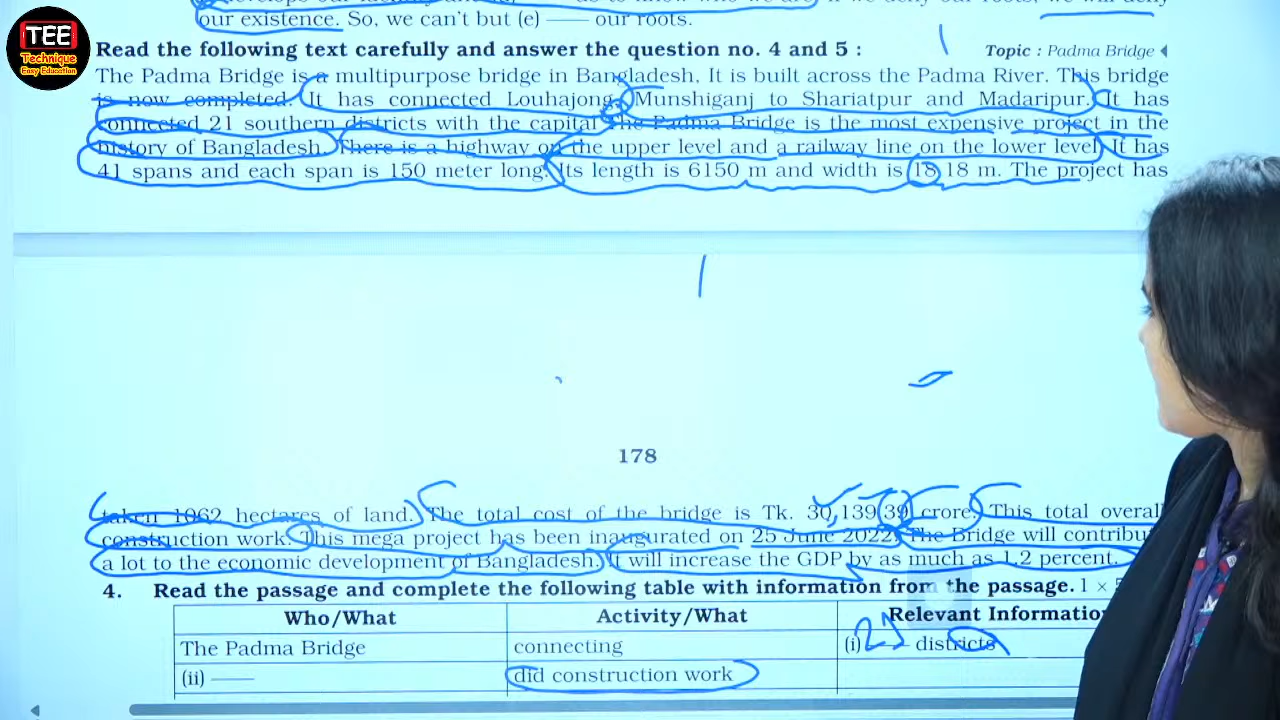 TEE
Technique
Easy Education
our existence. So, we can't but (e) —— our roots.
Read the following text carefully and answer the question no. 4 and 5 : Topic : Padma Bridge
The Padma Bridge is a multipurpose bridge in Bangladesh. It is built across the Padma River. This bridge
is now completed. It has connected Louhajong, Munshiganj to Shariatpur and Madaripur. It has
connected 21 southern districts with the capital. The Padma Bridge is the most expensive project in the
history of Bangladesh. There is a highway on the upper level and a railway line on the lower level. It has
41 spans and each span is 150 meter long. Its length is 6150 m and width is 18.18 m. The project has
178
taken 1062 hectares of land. The total cost of the bridge is Tk. 30,139.39 crore. This total overall
construction work. This mega project has been inaugurated on 25 June 2022. The Bridge will contribu
a lot to the economic development of Bangladesh. It will increase the GDP by as much as 1.2 percent.
4. Read the passage and complete the following table with information from the passage. 1 ×
Who/What Activity/What Relevant Informatio
The Padma Bridge connecting (i) 21 districts
(ii) —— did construction work